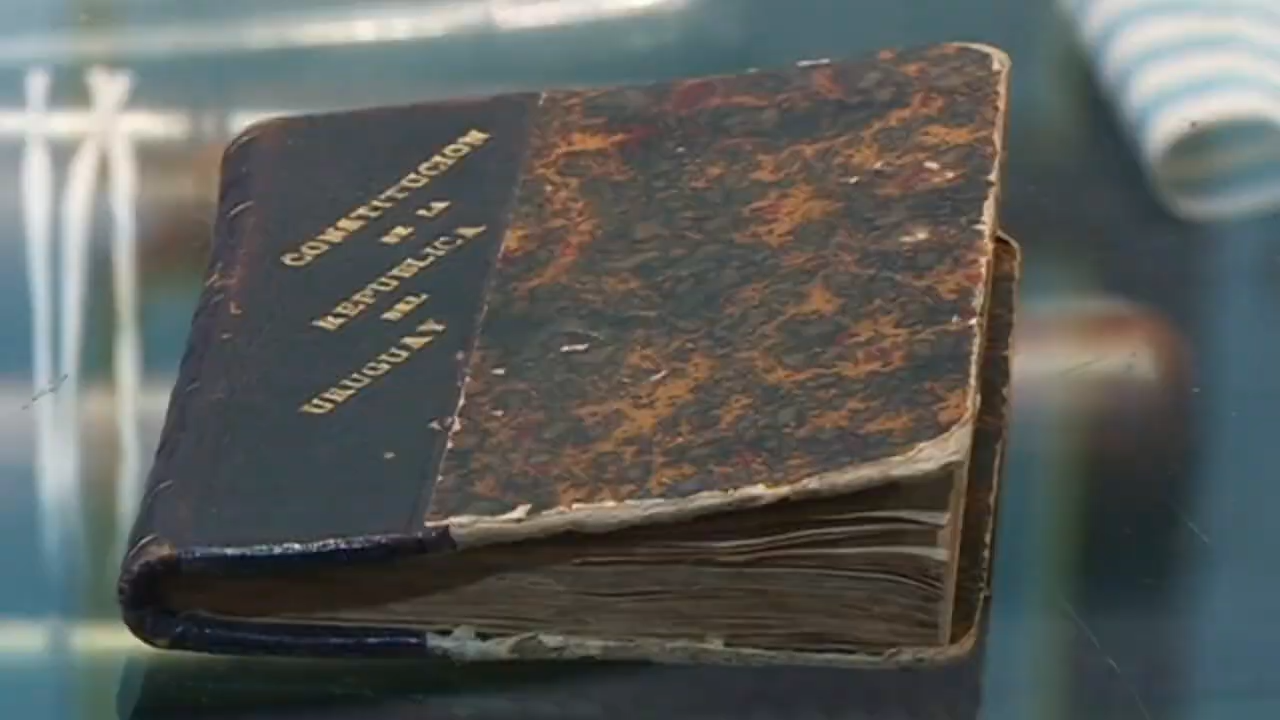 CONSTITUCION
DE LA
REPUBLICA
DEL
URUGUAY